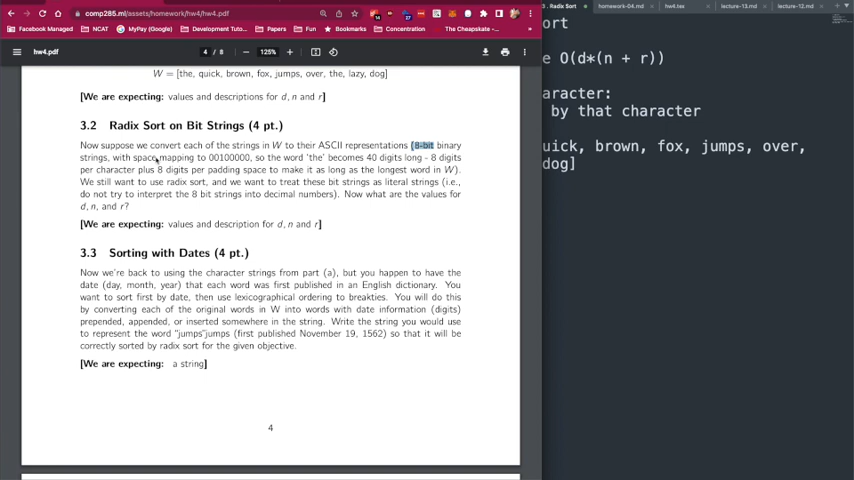 comp285.ml/assets/homework/hw4/hw4.pdf
Facebook Managed
NCAT
MyPay (Google)
Development Tuto...
Research
Fun
Bookmarks
Concentration
The Cheapskate -...
hw4.pdf
4 / 8
125%
W = [the, quick, brown, fox, jumps, over, the, lazy, dog]
[We are expecting: values and descriptions for d, n and r]
3.2 Radix Sort on Bit Strings (4 pt.)
Now suppose we convert each of the strings in W to their ASCII representations (8-bit binary
strings, with space mapping to 00100000, so the word 'the' becomes 40 digits long - 8 digits
per character plus 8 digits per padding space to make it as long as the longest word in W).
We still want to use radix sort, and we want to treat these bit strings as literal strings (i.e.,
do not try to interpret the 8 bit strings into decimal numbers). Now what are the values for
d, n, and r?
[We are expecting: values and description for d, n and r]
3.3 Sorting with Dates (4 pt.)
Now we're back to using the character strings from part (a), but you happen to have the
date (day, month, year) that each word was first published in an English dictionary. You
want to sort first by date, then use lexicographical ordering to breakties. You will do this
by converting each of the original words in W into words with date information (digits)
prepended, appended, or inserted somewhere in the string. Write the string you would use
to represent the word "jumps"jumps (first published November 19, 1562) so that it will be
correctly sorted by radix sort for the given objective.
[We are expecting: a string]
4
3. Radix Sort
homework-04.md
hw4.tex
lecture-13.md
lecture-12.md
ort
e O(d*(n + r))
aracter:
by that character
uick, brown, fox, jumps, over,
dog]